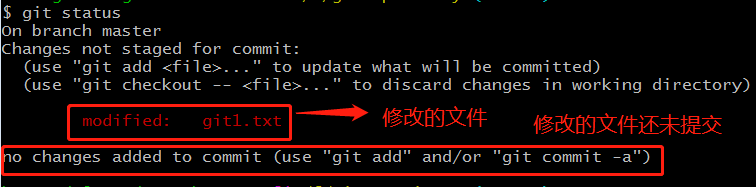 $ git status
On branch master
Changes not staged for commit:
(use "git add <file>..." to update what will be committed)
(use "git checkout -- <file>..." to discard changes in working directory)
modified: git1.txt
修改的文件
修改的文件还未提交
no changes added to commit (use "git add" and/or "git commit -a")